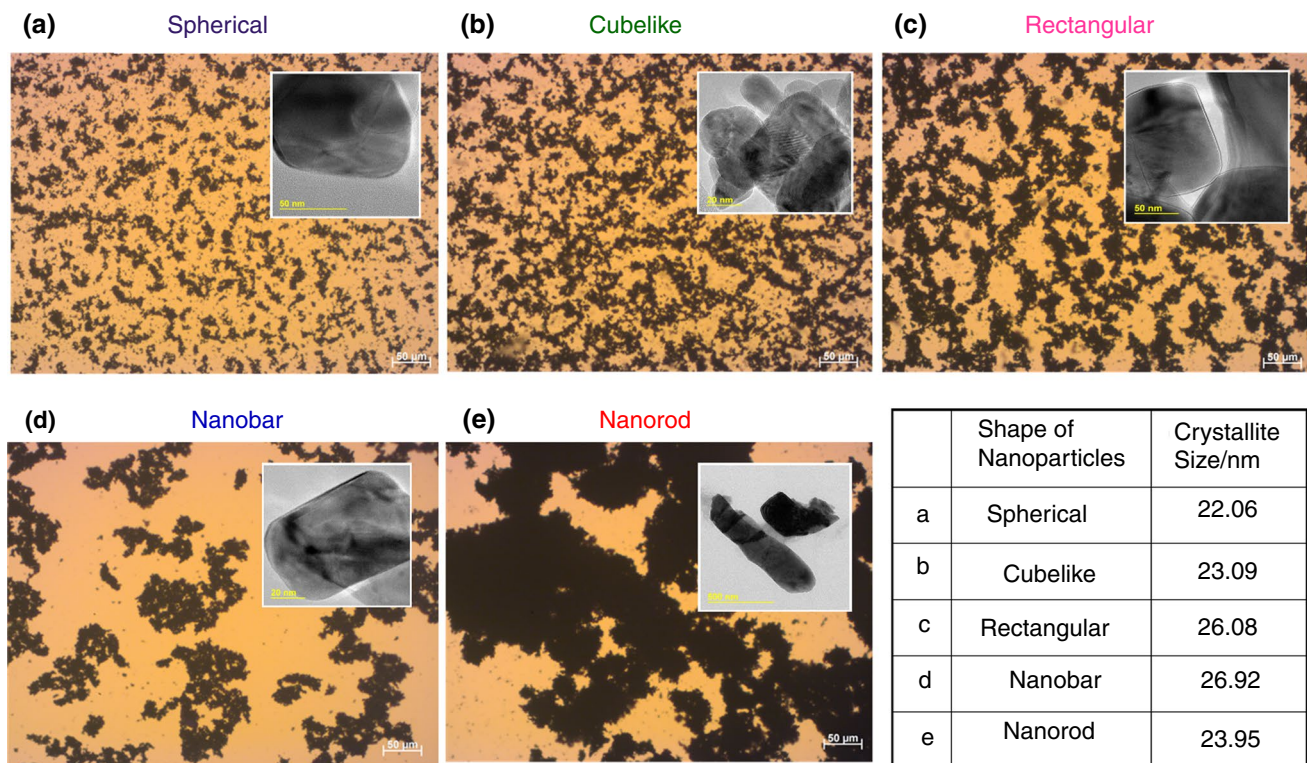 (a) Spherical
(b) Cubelike
(c) Rectangular
50 nm
20 nm
50 nm
50 µm
50 µm
50 µm
(d) Nanobar
(e) Nanorod
20 nm
500 nm
50 µm
50 µm
Shape of Nanoparticles
Crystallite Size/nm
a Spherical 22.06
b Cubelike 23.09
c Rectangular 26.08
d Nanobar 26.92
e Nanorod 23.95